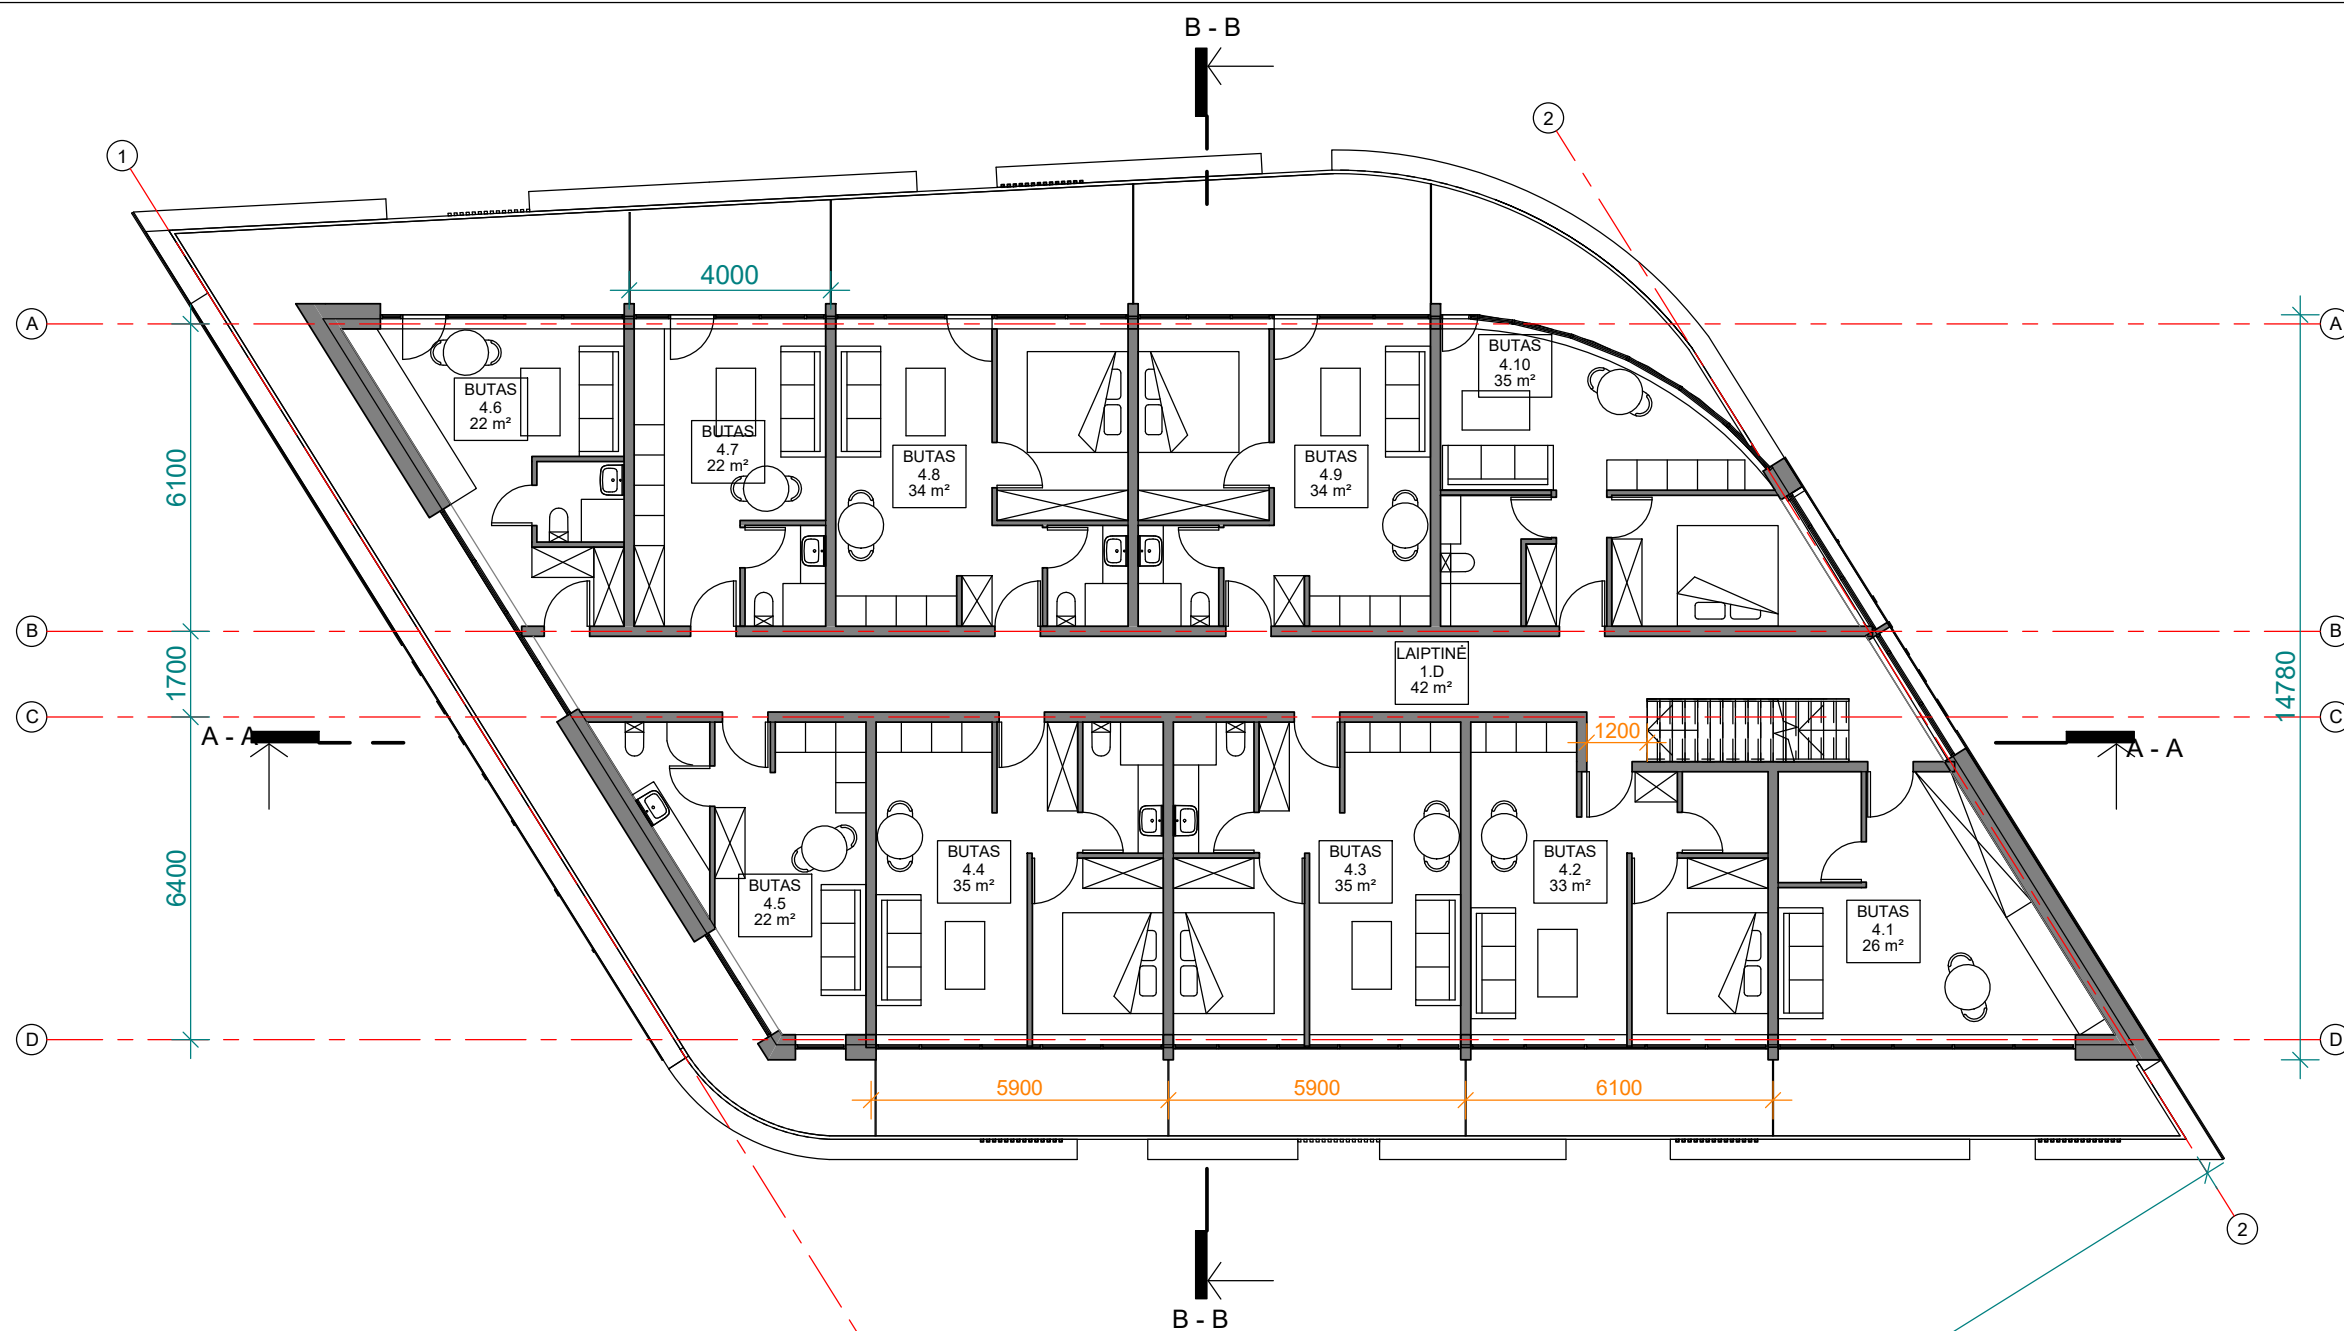 B - B
2
1
4000
A
A
BUTAS
4.10
35 m²
BUTAS
4.6
22 m²
BUTAS
4.7
22 m²
BUTAS
4.8
34 m²
BUTAS
4.9
34 m²
6100
B
B
LAIPTINĖ
1.D
42 m²
1700
14780
C
C
A - A
1200
A - A
6400
BUTAS
4.5
22 m²
BUTAS
4.4
35 m²
BUTAS
4.3
35 m²
BUTAS
4.2
33 m²
BUTAS
4.1
26 m²
D
D
5900
5900
6100
2
B - B